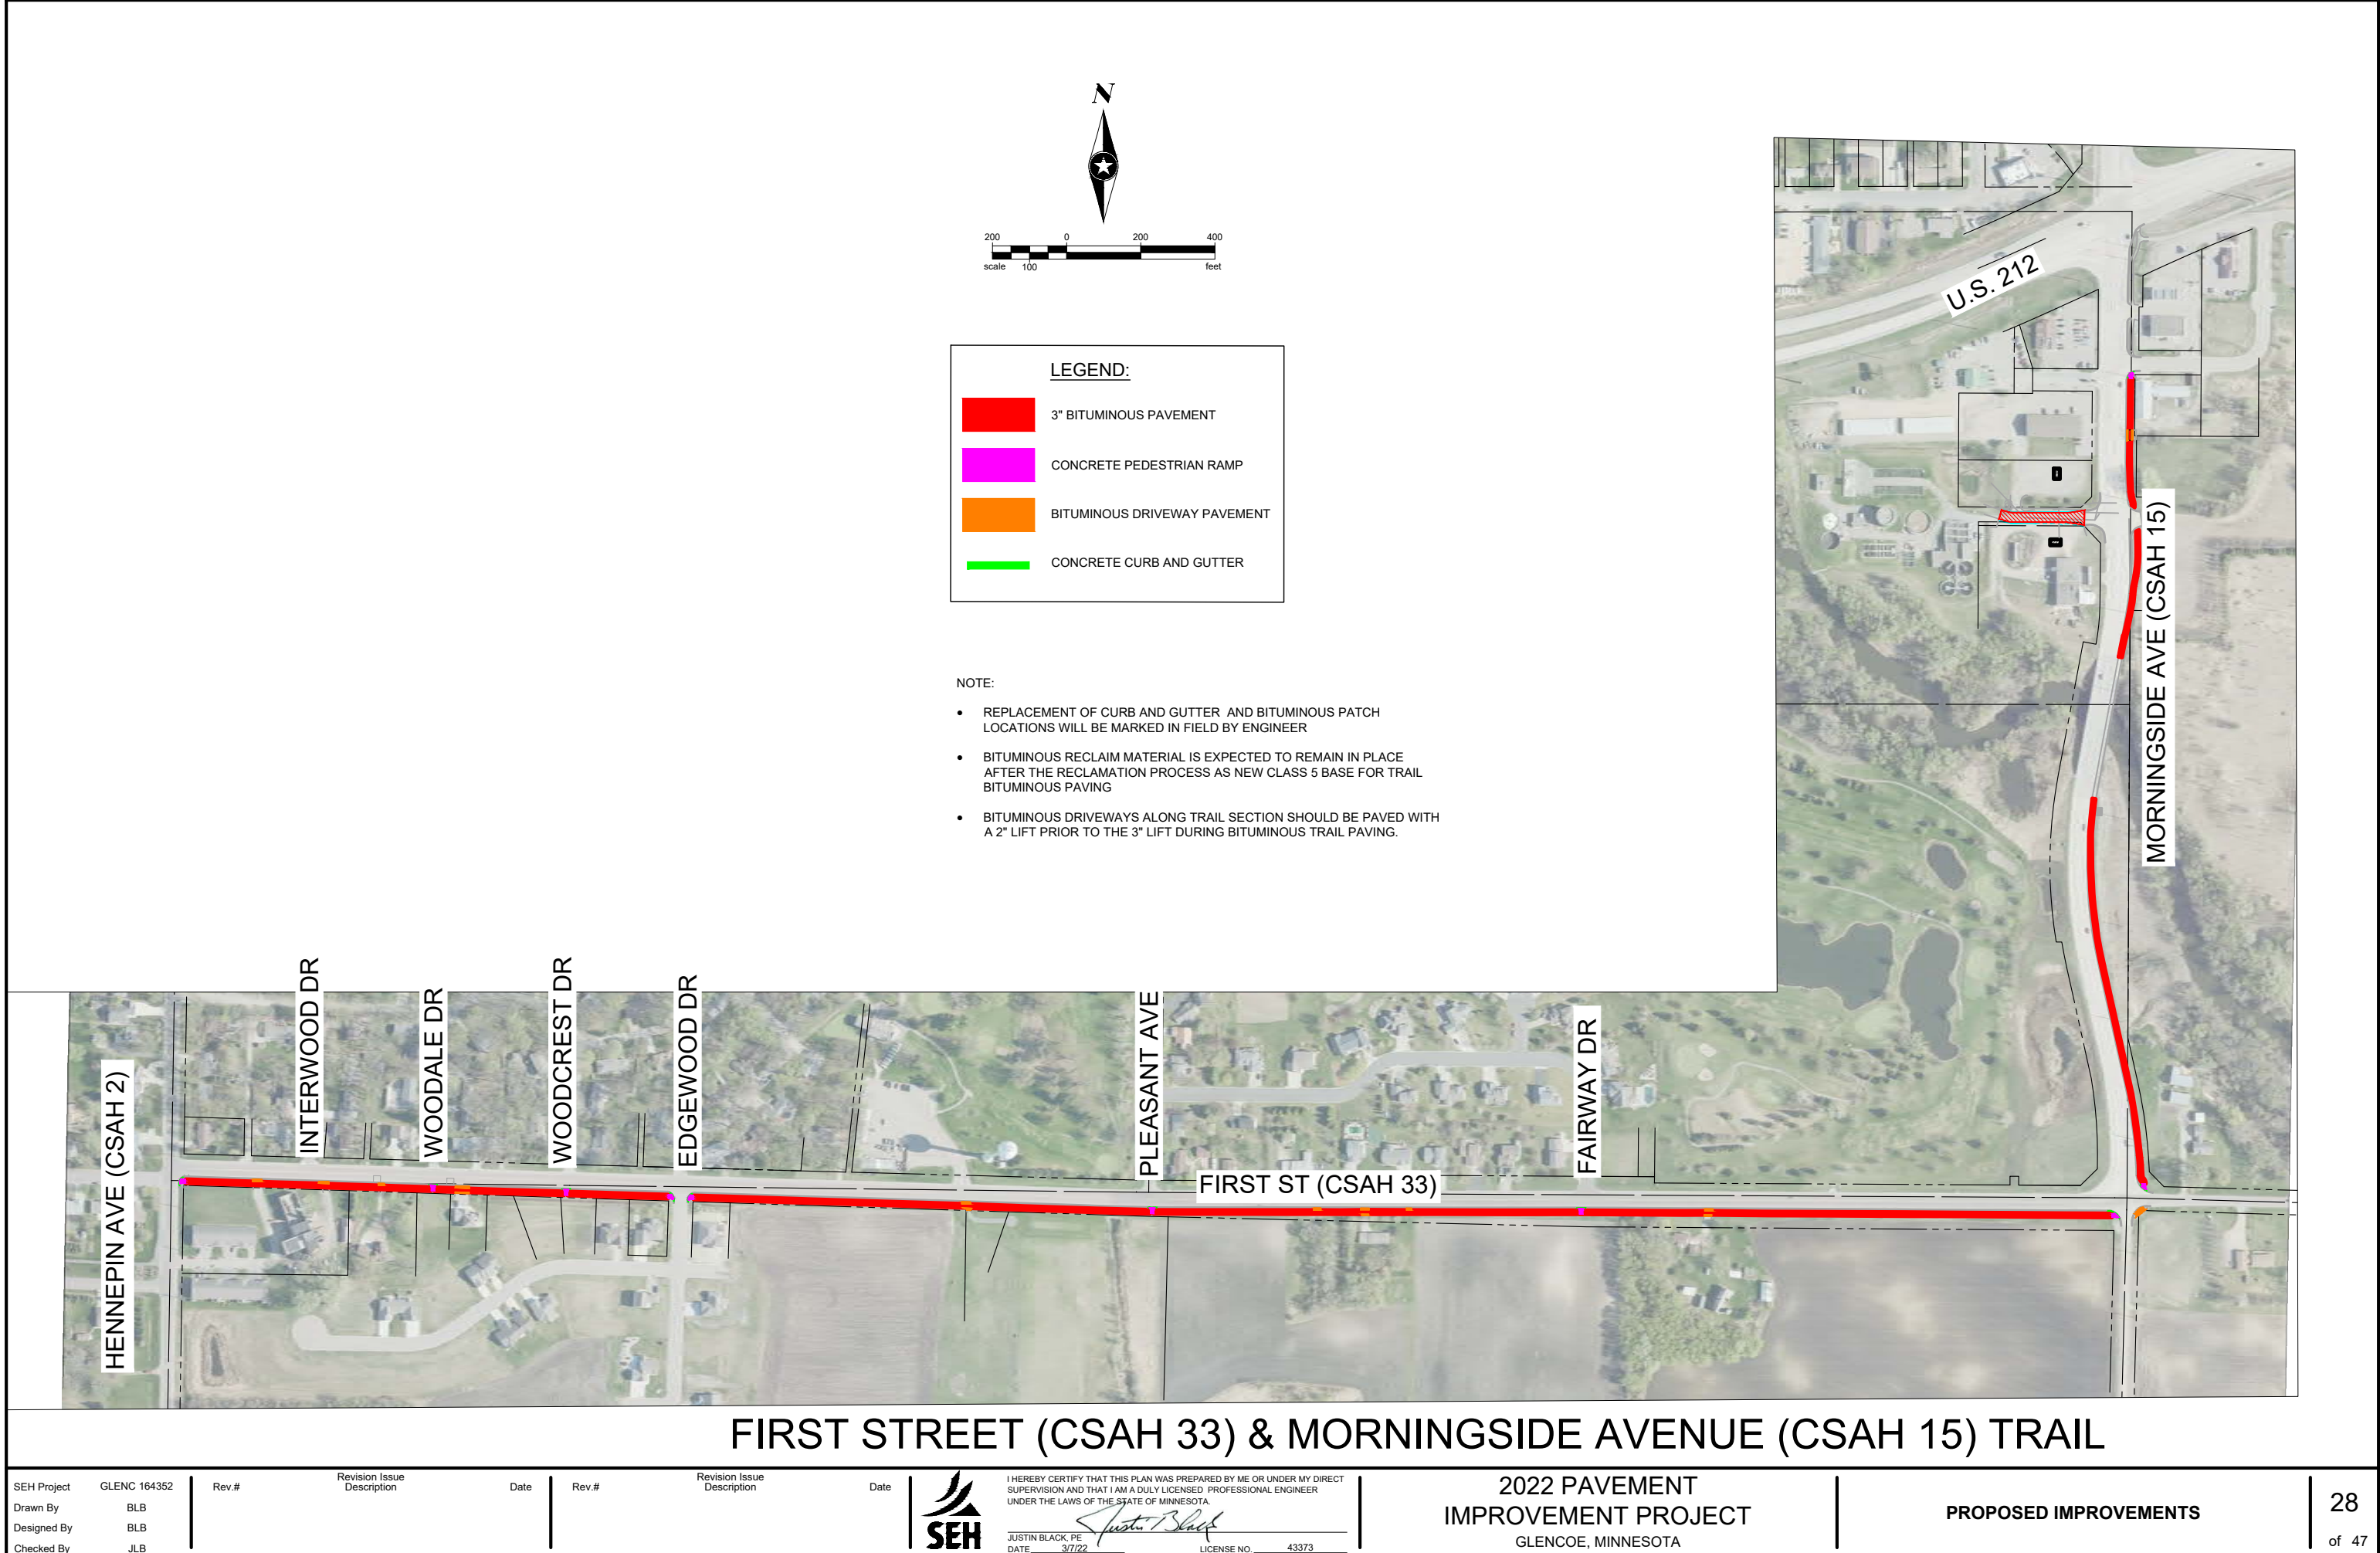 N
200 0 200 400
scale 100 feet
LEGEND:
3" BITUMINOUS PAVEMENT
CONCRETE PEDESTRIAN RAMP
BITUMINOUS DRIVEWAY PAVEMENT
CONCRETE CURB AND GUTTER
NOTE:
• REPLACEMENT OF CURB AND GUTTER AND BITUMINOUS PATCH
LOCATIONS WILL BE MARKED IN FIELD BY ENGINEER
• BITUMINOUS RECLAIM MATERIAL IS EXPECTED TO REMAIN IN PLACE
AFTER THE RECLAMATION PROCESS AS NEW CLASS 5 BASE FOR TRAIL
BITUMINOUS PAVING
• BITUMINOUS DRIVEWAYS ALONG TRAIL SECTION SHOULD BE PAVED WITH
A 2" LIFT PRIOR TO THE 3" LIFT DURING BITUMINOUS TRAIL PAVING.
U.S. 212
MORNINGSIDE AVE (CSAH 15)
HENNEPIN AVE (CSAH 2)
INTERWOOD DR
WOODALE DR
WOODCREST DR
EDGEWOOD DR
PLEASANT AVE
FIRST ST (CSAH 33)
FAIRWAY DR
FIRST STREET (CSAH 33) & MORNINGSIDE AVENUE (CSAH 15) TRAIL
SEH Project GLENC 164352
Drawn By BLB
Designed By BLB
Checked By JLB
Rev.# Revision Issue Description Date
Rev.# Revision Issue Description Date
SEH
I HEREBY CERTIFY THAT THIS PLAN WAS PREPARED BY ME OR UNDER MY DIRECT
SUPERVISION AND THAT I AM A DULY LICENSED PROFESSIONAL ENGINEER
UNDER THE LAWS OF THE STATE OF MINNESOTA.
Justin Black
JUSTIN BLACK, PE
DATE 3/7/22 LICENSE NO. 43373
2022 PAVEMENT
IMPROVEMENT PROJECT
GLENCOE, MINNESOTA
PROPOSED IMPROVEMENTS
28
of 47